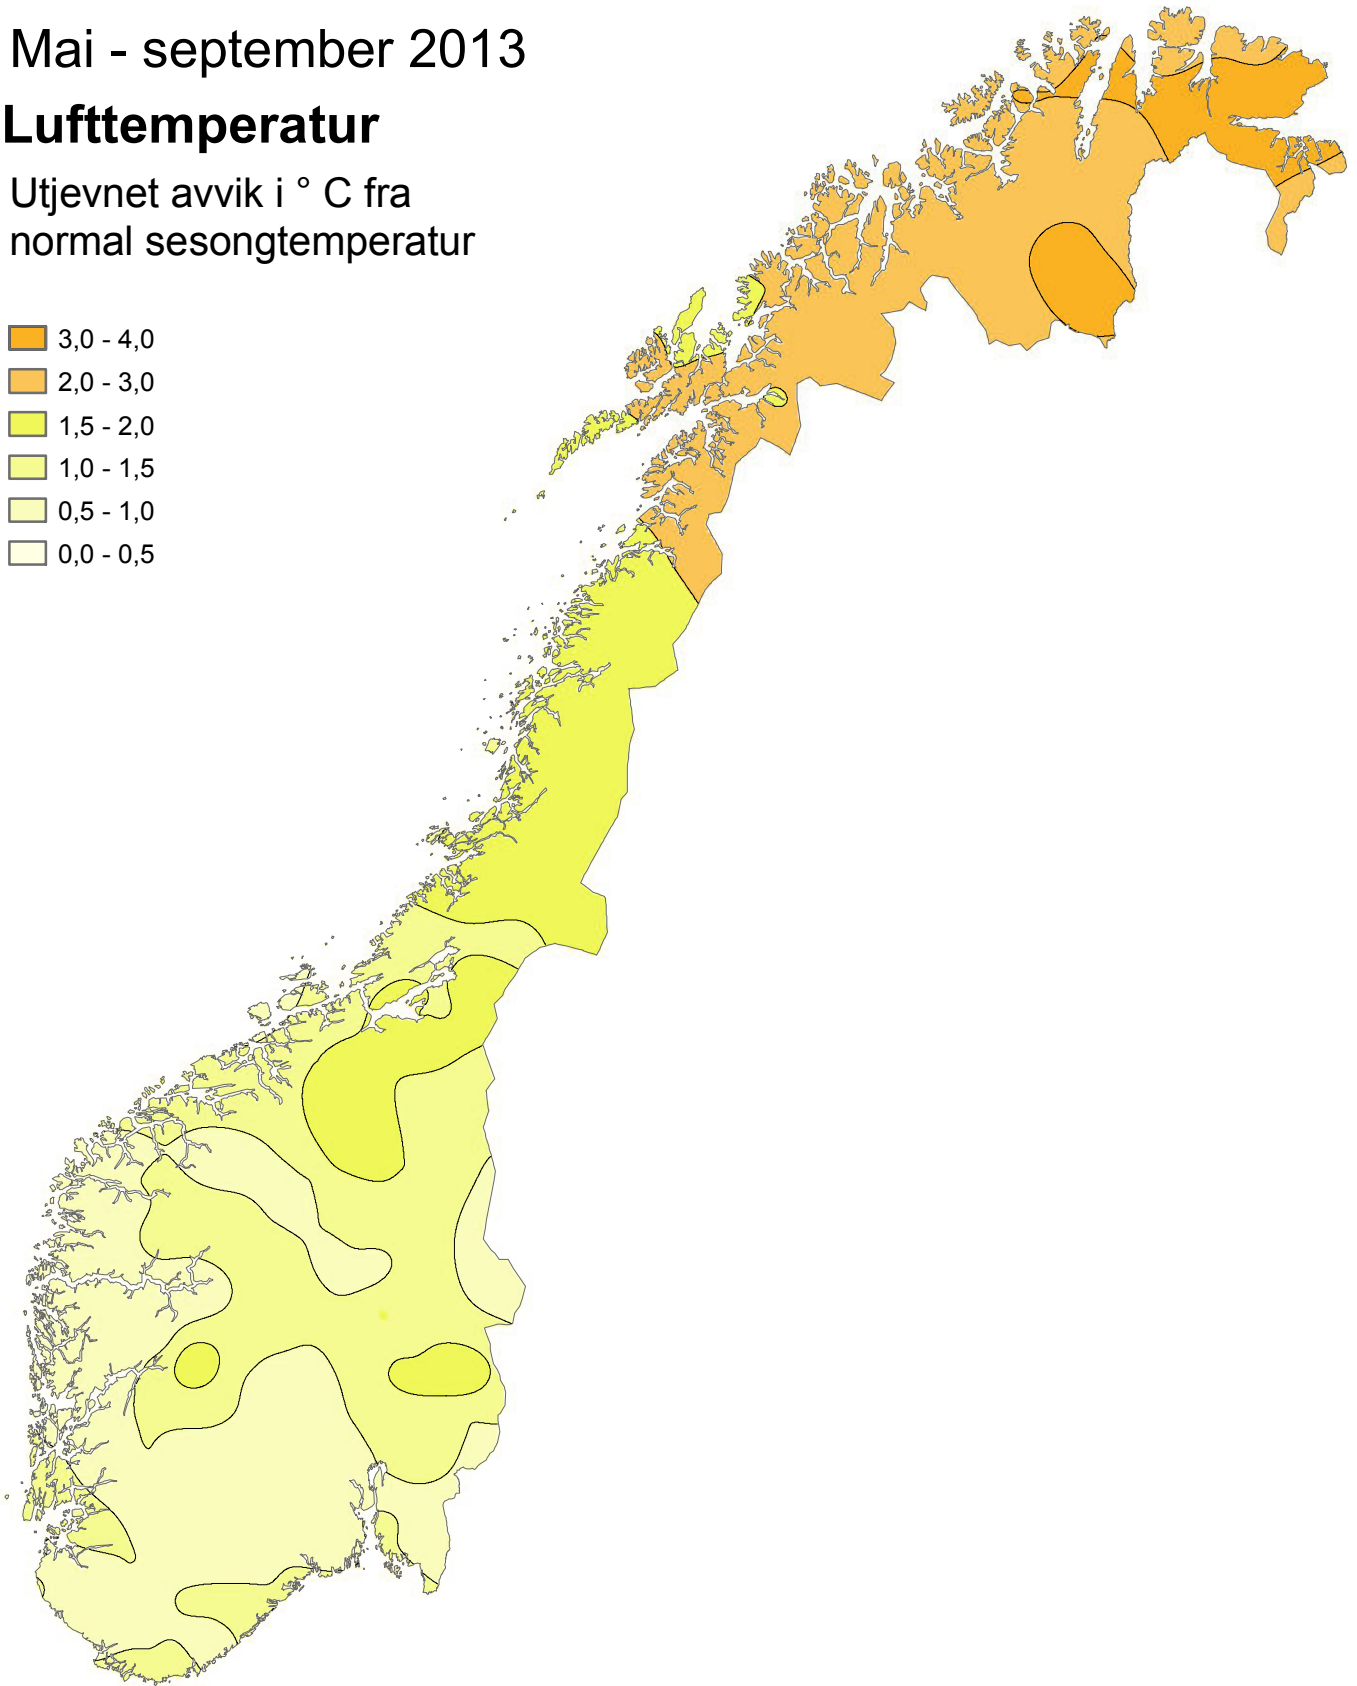 Mai - september 2013
Lufttemperatur
Utjevnet avvik i ° C fra
normal sesongtemperatur
3,0 - 4,0
2,0 - 3,0
1,5 - 2,0
1,0 - 1,5
0,5 - 1,0
0,0 - 0,5